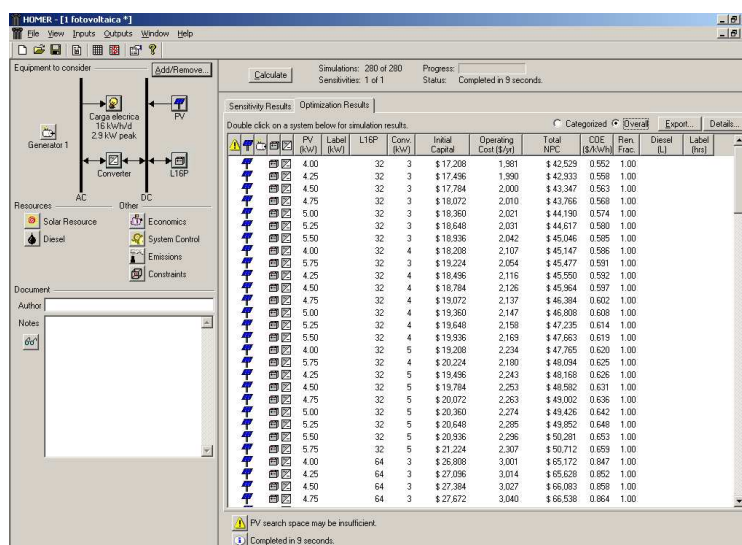 HOMER - [1 fotovoltaica *]
File View Inputs Outputs Window Help
Equipment to consider Add/Remove...
Carga elecrica
16 kWh/d
2.9 kW peak
PV
Generator 1
Converter
L16P
AC DC
Resources Other
Solar Resource Economics
Diesel System Control
Emissions
Constraints
Document
Author
Notes
Calculate
Simulations: 280 of 280 Progress:
Sensitivities: 1 of 1 Status: Completed in 9 seconds.
Sensitivity Results Optimization Results
Double click on a system below for simulation results. Categorized Overall Export... Details...
PV (kW) Label (kW) L16P Conv. (kW) Initial Capital Operating Cost ($/yr) Total NPC COE ($/kWh) Ren. Frac. Diesel (L) Label (hrs)
4.00 32 3 $ 17,208 1,981 $ 42,529 0.552 1.00
4.25 32 3 $ 17,496 1,990 $ 42,933 0.558 1.00
4.50 32 3 $ 17,784 2,000 $ 43,347 0.563 1.00
4.75 32 3 $ 18,072 2,010 $ 43,766 0.568 1.00
5.00 32 3 $ 18,360 2,021 $ 44,190 0.574 1.00
5.25 32 3 $ 18,648 2,031 $ 44,617 0.580 1.00
5.50 32 3 $ 18,936 2,042 $ 45,046 0.585 1.00
4.00 32 4 $ 18,208 2,107 $ 45,147 0.586 1.00
5.75 32 3 $ 19,224 2,054 $ 45,477 0.591 1.00
4.25 32 4 $ 18,496 2,116 $ 45,550 0.592 1.00
4.50 32 4 $ 18,784 2,126 $ 45,964 0.597 1.00
4.75 32 4 $ 19,072 2,137 $ 46,384 0.602 1.00
5.00 32 4 $ 19,360 2,147 $ 46,808 0.608 1.00
5.25 32 4 $ 19,648 2,158 $ 47,235 0.614 1.00
5.50 32 4 $ 19,936 2,169 $ 47,663 0.619 1.00
4.00 32 5 $ 19,208 2,234 $ 47,765 0.620 1.00
5.75 32 4 $ 20,224 2,180 $ 48,094 0.625 1.00
4.25 32 5 $ 19,496 2,243 $ 48,168 0.626 1.00
4.50 32 5 $ 19,784 2,253 $ 48,582 0.631 1.00
4.75 32 5 $ 20,072 2,263 $ 49,002 0.636 1.00
5.00 32 5 $ 20,360 2,274 $ 49,426 0.642 1.00
5.25 32 5 $ 20,648 2,285 $ 49,852 0.648 1.00
5.50 32 5 $ 20,936 2,296 $ 50,281 0.653 1.00
5.75 32 5 $ 21,224 2,307 $ 50,712 0.659 1.00
4.00 64 3 $ 26,808 3,001 $ 65,172 0.847 1.00
4.25 64 3 $ 27,096 3,014 $ 65,628 0.852 1.00
4.50 64 3 $ 27,384 3,027 $ 66,083 0.858 1.00
4.75 64 3 $ 27,672 3,040 $ 66,538 0.864 1.00
PV search space may be insufficient.
Completed in 9 seconds.